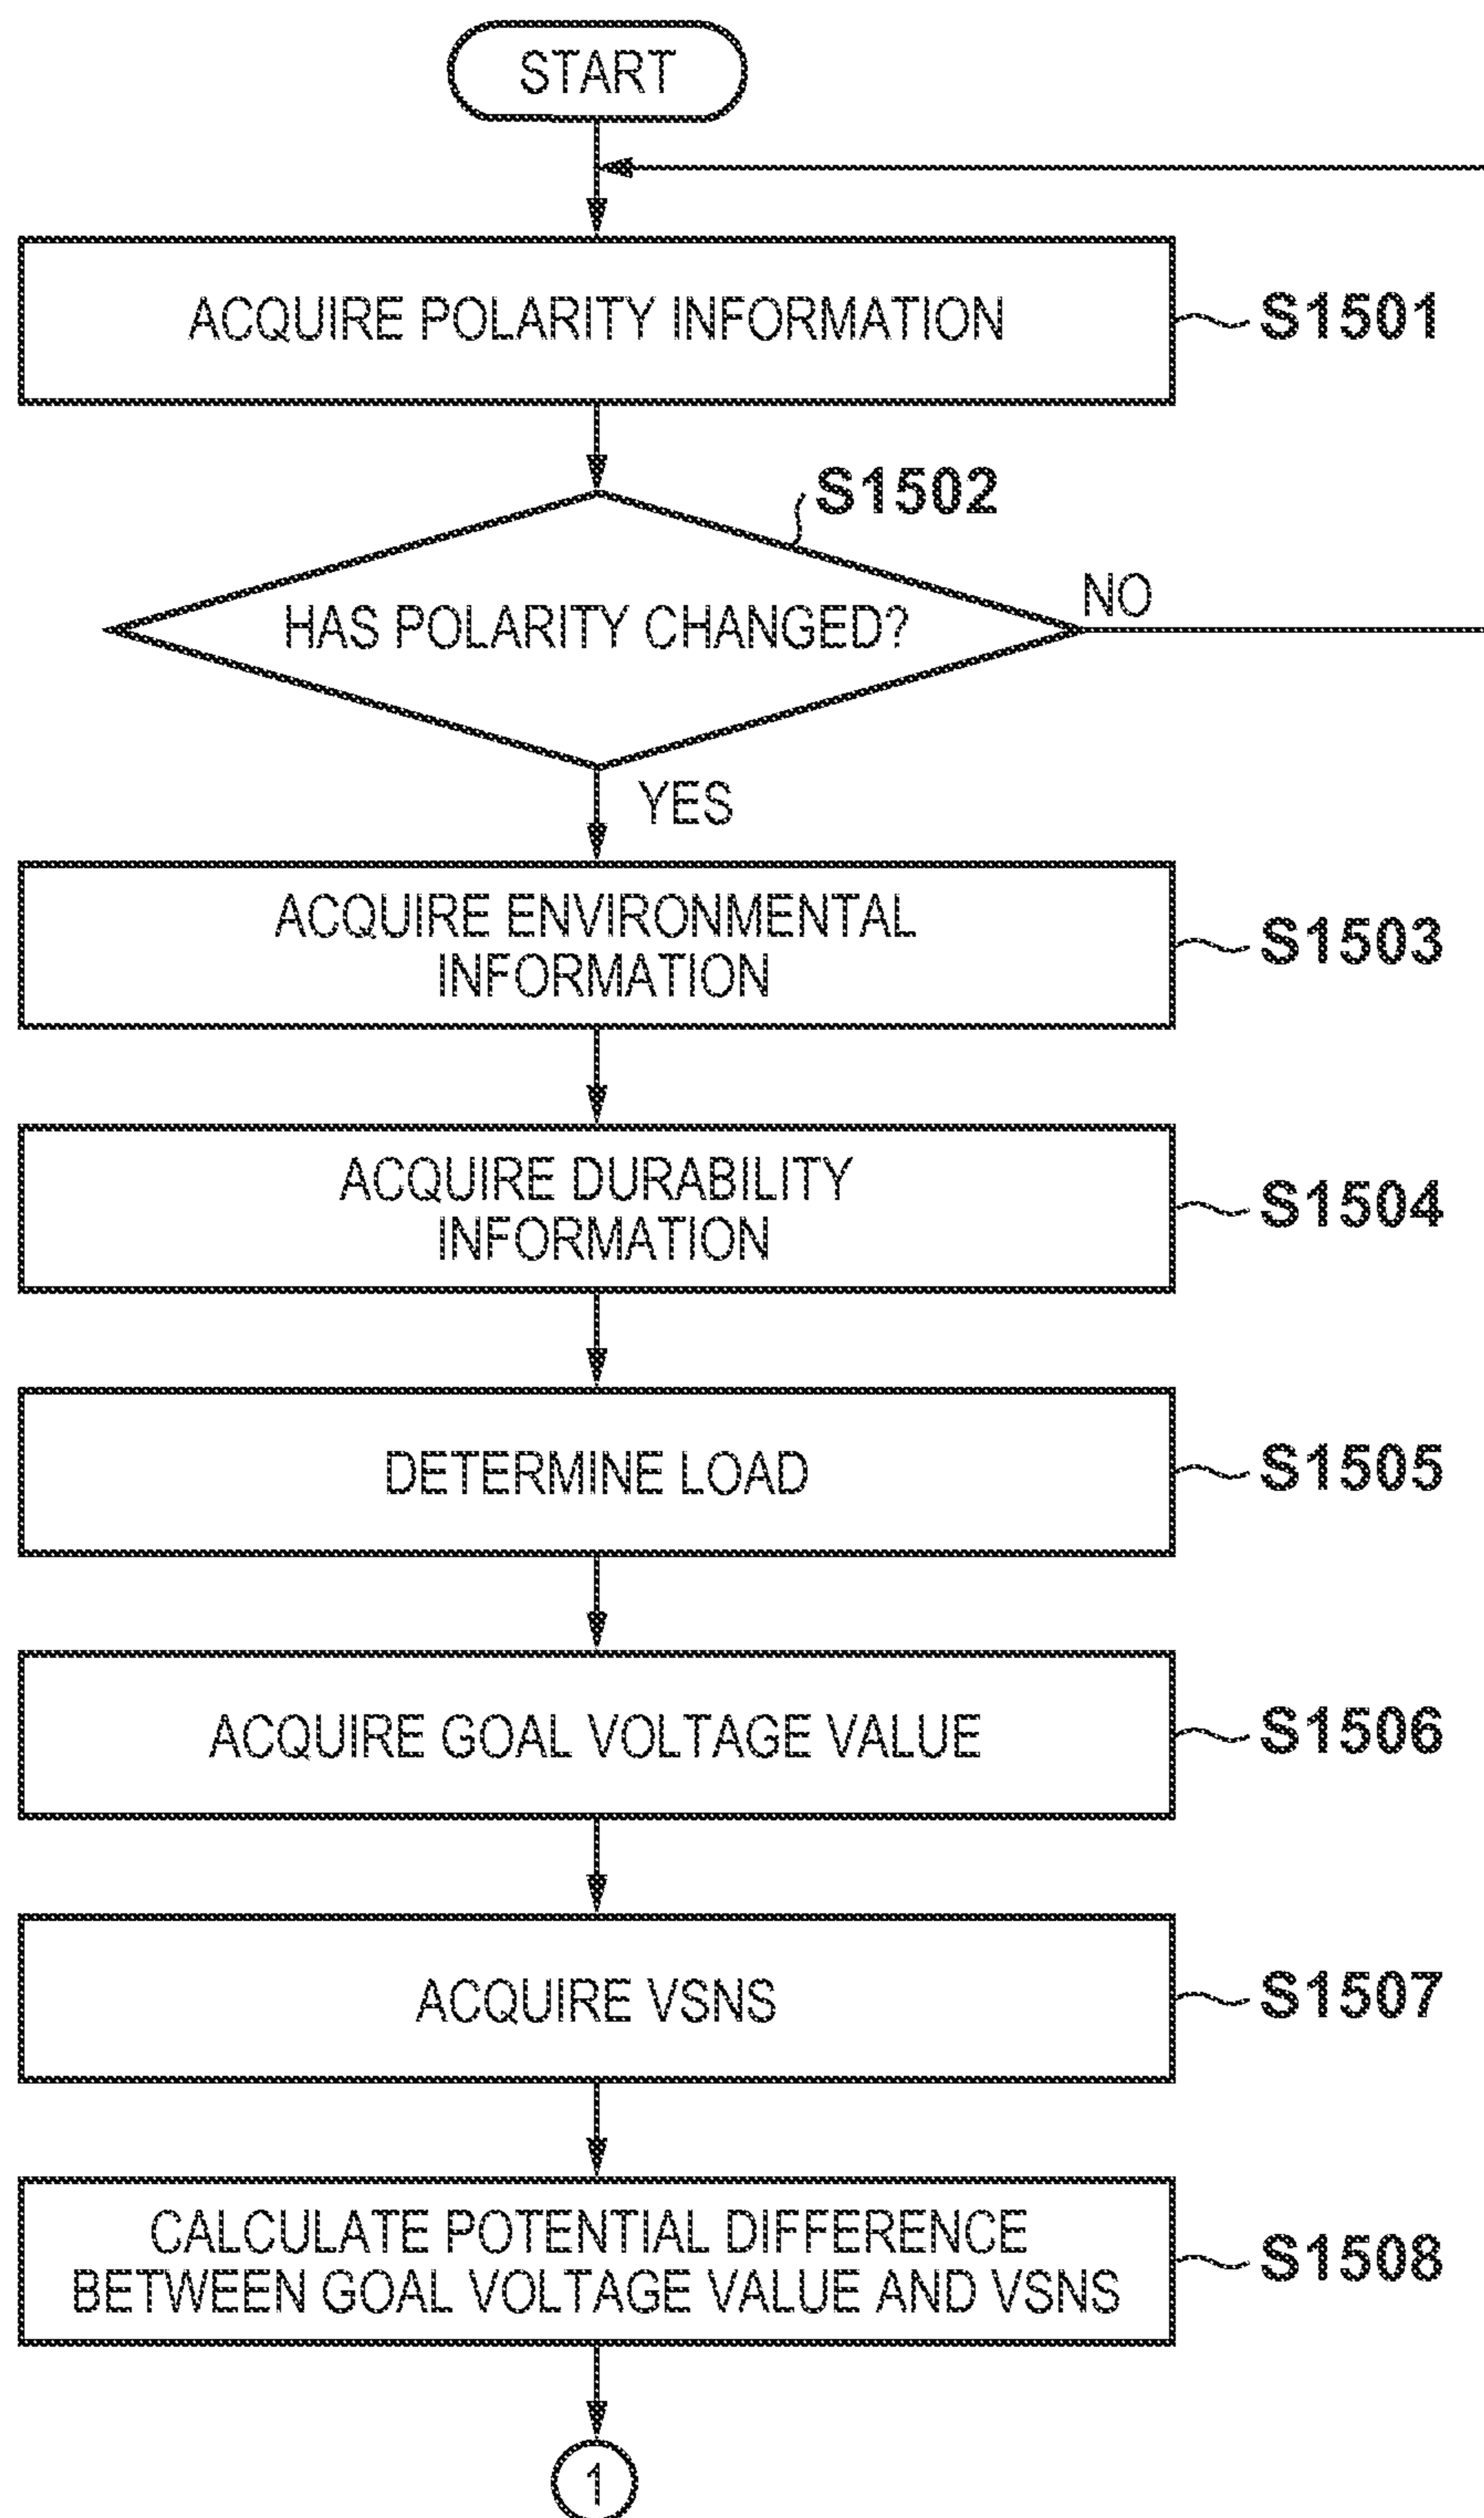 START
ACQUIRE POLARITY INFORMATION
S1501
S1502
HAS POLARITY CHANGED?
NO
YES
ACQUIRE ENVIRONMENTAL
INFORMATION
S1503
ACQUIRE DURABILITY
INFORMATION
S1504
DETERMINE LOAD
S1505
ACQUIRE GOAL VOLTAGE VALUE
S1506
ACQUIRE VSNS
S1507
CALCULATE POTENTIAL DIFFERENCE
BETWEEN GOAL VOLTAGE VALUE AND VSNS
S1508
1